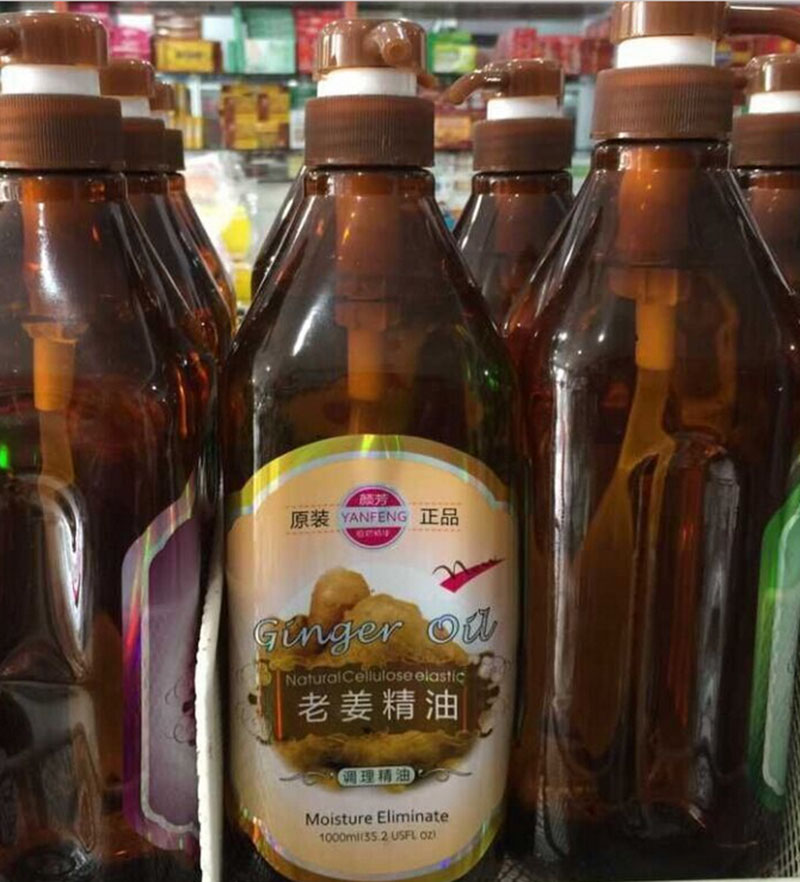 颜芳
原装 YANFENG 正品
Ginger Oil
Natural Cellulose elastic
老姜精油
调理精油
Moisture Eliminate
1000ml(35.2 USFL oz)